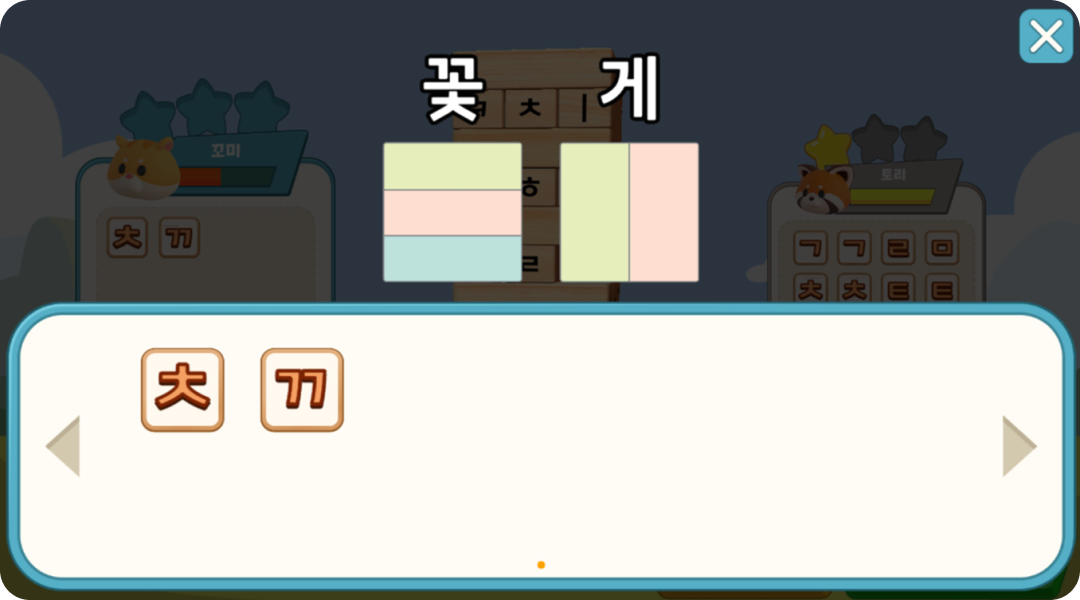 꽃 게
ㅊ ㅣ
꼬미
토리
ㅎ
ㅊ ㄲ
ㄱ ㄱ ㄹ ㅁ
ㄹ
ㅊ ㅊ ㅌ ㅌ
ㅊ ㄲ